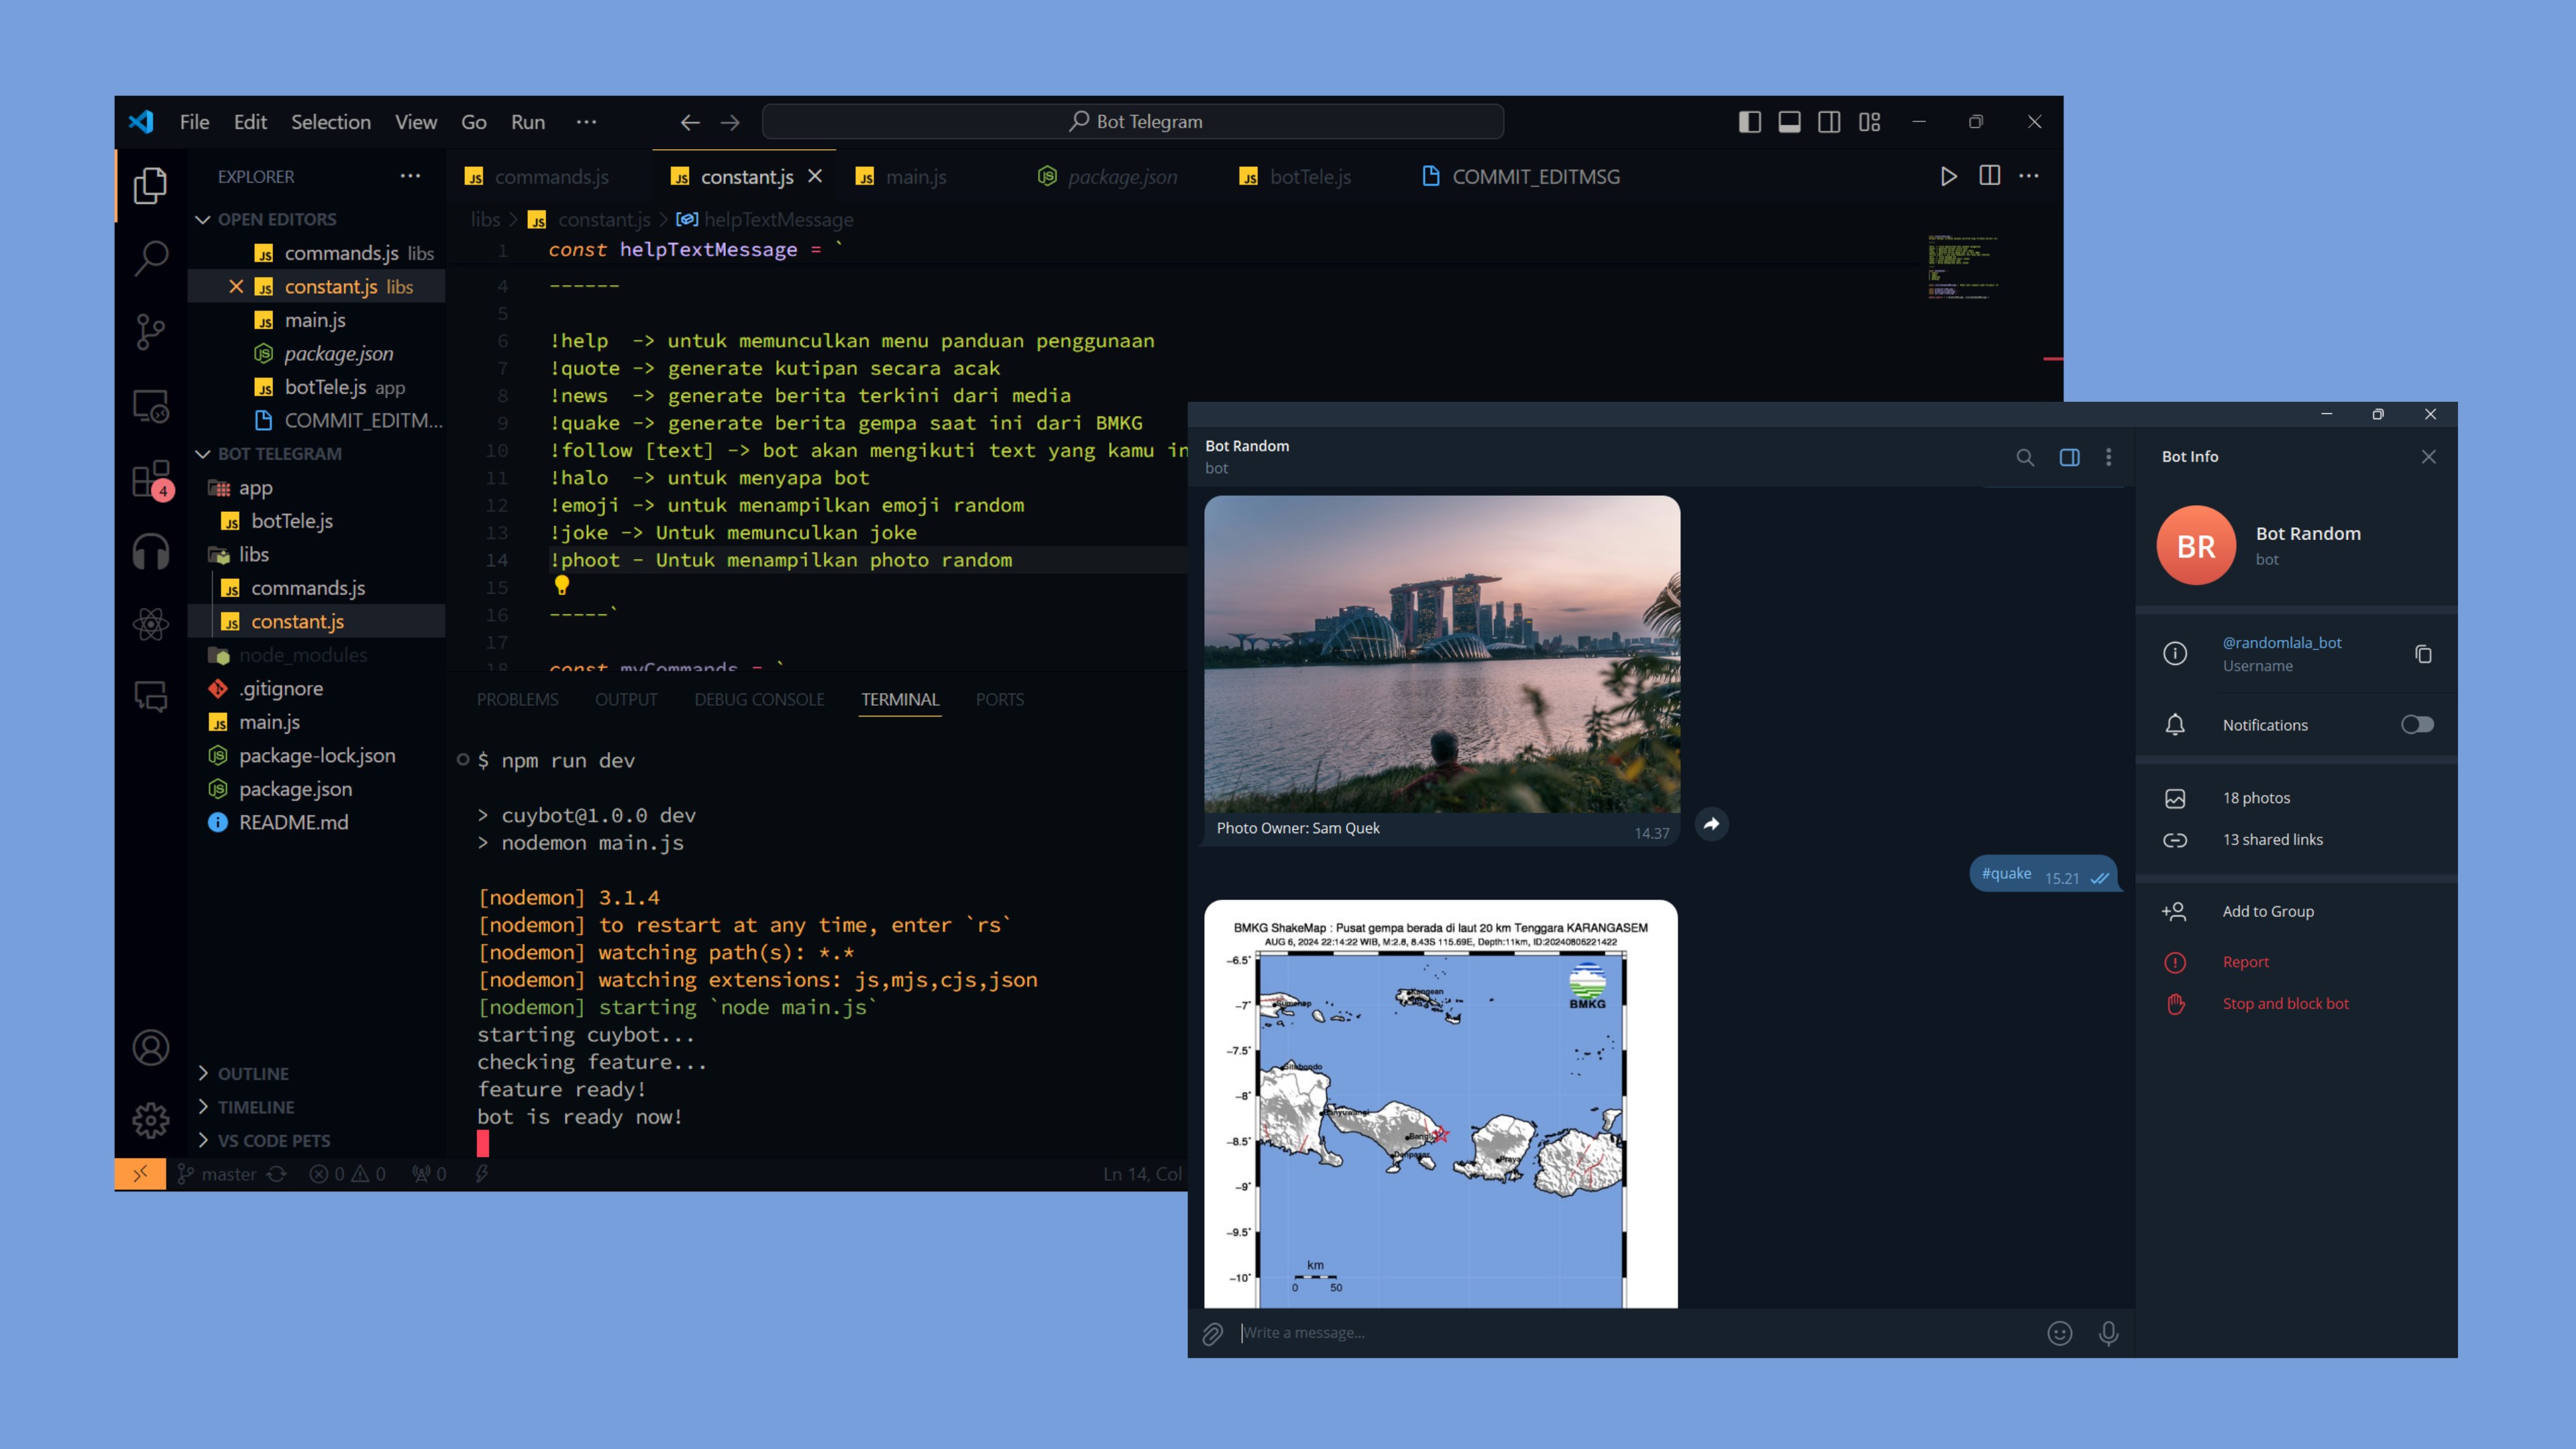 File Edit Selection View Go Run ···
Bot Telegram
EXPLORER ···
OPEN EDITORS
commands.js libs
constant.js libs
main.js
package.json
botTele.js app
COMMIT_EDITM...
BOT TELEGRAM
app
botTele.js
libs
commands.js
constant.js
node_modules
.gitignore
main.js
package-lock.json
package.json
README.md
OUTLINE
TIMELINE
VS CODE PETS
4
commands.js constant.js main.js package.json botTele.js COMMIT_EDITMSG
libs > constant.js > helpTextMessage
1 const helpTextMessage = `
4 ------
5
6 !help -> untuk memunculkan menu panduan penggunaan
7 !quote -> generate kutipan secara acak
8 !news -> generate berita terkini dari media
9 !quake -> generate berita gempa saat ini dari BMKG
10 !follow [text] -> bot akan mengikuti text yang kamu in
11 !halo -> untuk menyapa bot
12 !emoji -> untuk menampilkan emoji random
13 !joke -> Untuk memunculkan joke
14 !phoot - Untuk menampilkan photo random
15
16 -----`
17
18 const myCommands = `
PROBLEMS OUTPUT DEBUG CONSOLE TERMINAL PORTS
$ npm run dev
> cuybot@1.0.0 dev
> nodemon main.js
[nodemon] 3.1.4
[nodemon] to restart at any time, enter `rs`
[nodemon] watching path(s): *.*
[nodemon] watching extensions: js,mjs,cjs,json
[nodemon] starting `node main.js`
starting cuybot...
checking feature...
feature ready!
bot is ready now!
master 0 0 0
Ln 14, Col
Bot Random
bot
Photo Owner: Sam Quek
14.37
#quake 15.21
BMKG ShakeMap : Pusat gempa berada di laut 20 km Tenggara KARANGASEM
AUG 6, 2024 22:14:22 WIB, M:2.8, 8.43S 115.69E, Depth:11km, ID:20240806221422
-6.5°
-7°
-7.5°
-8°
-8.5°
-9°
-9.5°
-10°
BMKG
Denpasar
Praya
km
0 50
Write a message...
Bot Info
BR
Bot Random
bot
@randomlala_bot
Username
Notifications
18 photos
13 shared links
Add to Group
Report
Stop and block bot